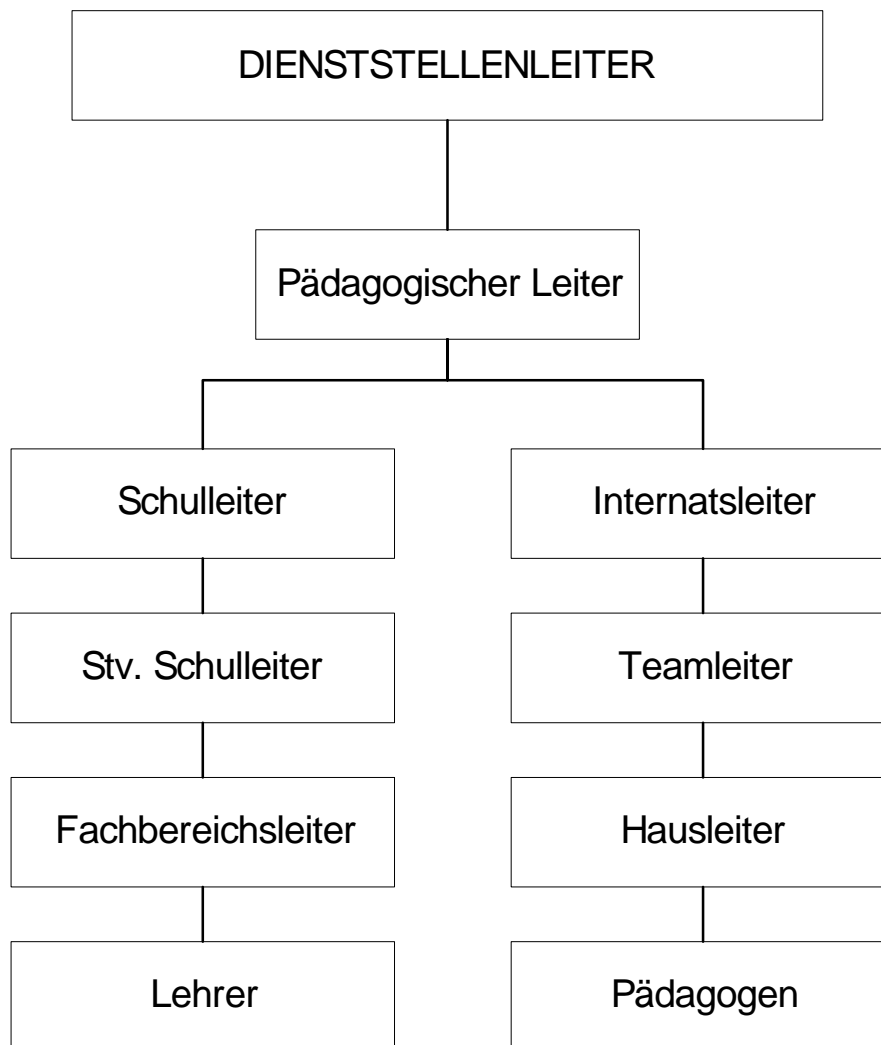 DIENSTSTELLENLEITER
Pädagogischer Leiter
Schulleiter
Internatsleiter
Stv. Schulleiter
Teamleiter
Fachbereichsleiter
Hausleiter
Lehrer
Pädagogen